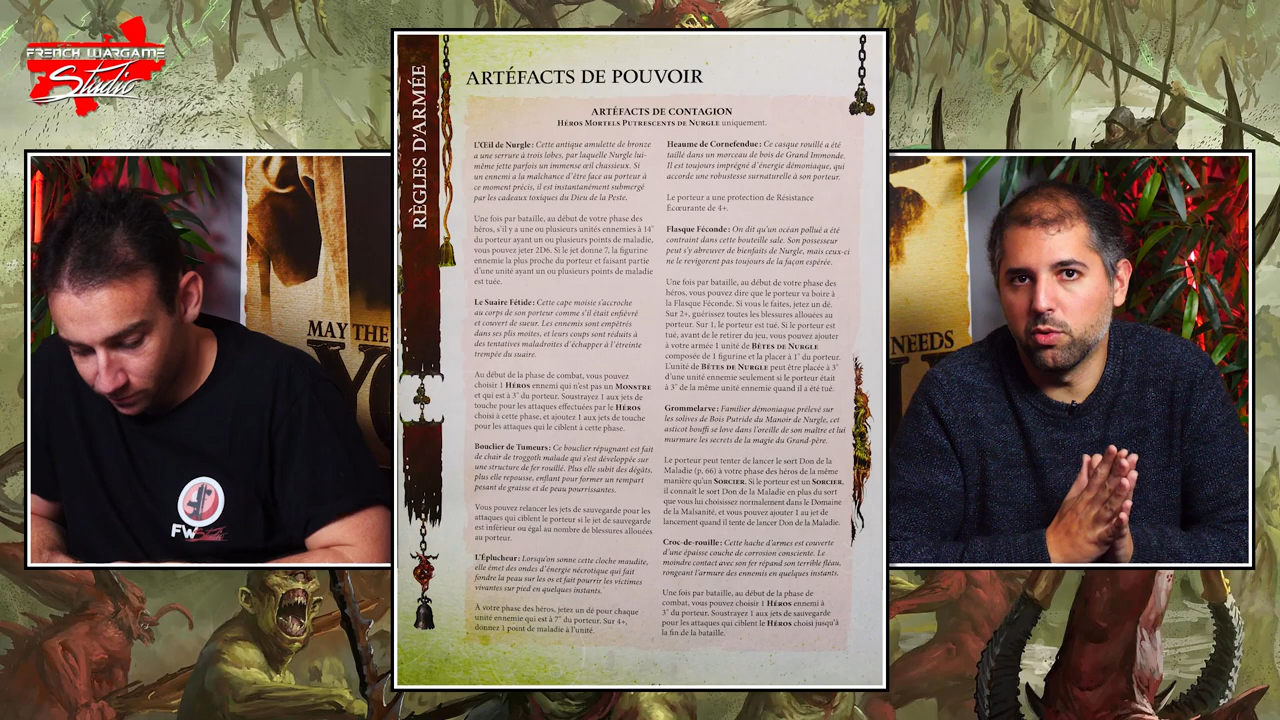 FRENCH WARGAME
Studio
MAY THE
FW
RÈGLES D'ARMÉE
ARTÉFACTS DE POUVOIR
ARTÉFACTS DE CONTAGION
HÉROS MORTELS PUTRESCENTS DE NURGLE uniquement.
L'Œil de Nurgle : Cette antique amulette de bronze
a une serrure à trois lobes, par laquelle Nurgle lui-
même jette parfois un immense œil chassieux. Si
un ennemi a la malchance d'être face au porteur à
ce moment précis, il est instantanément submergé
par les cadeaux toxiques du Dieu de la Peste.
Une fois par bataille, au début de votre phase des
héros, s'il y a une ou plusieurs unités ennemies à 14"
du porteur ayant un ou plusieurs points de maladie,
vous pouvez jeter 2D6. Si le jet donne 7, la figurine
ennemie la plus proche du porteur et faisant partie
d'une unité ayant un ou plusieurs points de maladie
est tuée.
Le Suaire Fétide : Cette cape moisie s'accroche
au corps de son porteur comme s'il était enfiévré
et couvert de sueur. Les ennemis sont empêtrés
dans ses plis moites, et leurs coups sont réduits à
des tentatives maladroites d'échapper à l'étreinte
trempée du suaire.
Au début de la phase de combat, vous pouvez
choisir 1 HÉROS ennemi qui n'est pas un MONSTRE
et qui est à 3" du porteur. Soustrayez 1 aux jets de
touche pour les attaques effectuées par le HÉROS
choisi à cette phase, et ajoutez 1 aux jets de touche
pour les attaques qui le ciblent à cette phase.
Bouclier de Tumeurs : Ce bouclier répugnant est fait
de chair de troggoth malade qui s'est développée sur
une structure de fer rouillé. Plus elle subit des dégâts,
plus elle repousse, enflant pour former un rempart
pesant de graisse et de peau pourrissantes.
Vous pouvez relancer les jets de sauvegarde pour les
attaques qui ciblent le porteur si le jet de sauvegarde
est inférieur ou égal au nombre de blessures allouées
au porteur.
L'Éplucheur : Lorsqu'on sonne cette cloche maudite,
elle émet des ondes d'énergie nécrotique qui fait
fondre la peau sur les os et fait pourrir les victimes
vivantes sur pied en quelques instants.
À votre phase des héros, jetez un dé pour chaque
unité ennemie qui est à 7" du porteur. Sur 4+,
donnez 1 point de maladie à l'unité.
Heaume de Cornefendue : Ce casque rouillé a été
taillé dans un morceau de bois de Grand Immonde.
Il est toujours imprégné d'énergie démoniaque, qui
accorde une robustesse surnaturelle à son porteur.
Le porteur a une protection de Résistance
Écœurante de 4+.
Flasque Féconde : On dit qu'un océan pollué a été
contraint dans cette bouteille sale. Son possesseur
peut s'y abreuver de bienfaits de Nurgle, mais ceux-ci
ne le revigorent pas toujours de la façon espérée.
Une fois par bataille, au début de votre phase des
héros, vous pouvez dire que le porteur va boire à
la Flasque Féconde. Si vous le faites, jetez un dé.
Sur 2+, guérissez toutes les blessures allouées au
porteur. Sur 1, le porteur est tué. Si le porteur est
tué, avant de le retirer du jeu, vous pouvez ajouter
à votre armée 1 unité de BÊTES DE NURGLE
composée de 1 figurine et la placer à 1" du porteur.
L'unité de BÊTES DE NURGLE peut être placée à 3"
d'une unité ennemie seulement si le porteur était
à 3" de la même unité ennemie quand il a été tué.
Grommelarve : Familier démoniaque prélevé sur
les solives de Bois Putride du Manoir de Nurgle, cet
asticot bouffi se love dans l'oreille de son maître et lui
murmure les secrets de la magie du Grand-père.
Le porteur peut tenter de lancer le sort Don de la
Maladie (p. 66) à votre phase des héros de la même
manière qu'un SORCIER. Si le porteur est un SORCIER,
il connaît le sort Don de la Maladie en plus du sort
que vous lui choisissez normalement dans le Domaine
de la Malsanité, et vous pouvez ajouter 1 au jet de
lancement quand il tente de lancer Don de la Maladie.
Croc-de-rouille : Cette hache d'armes est couverte
d'une épaisse couche de corrosion consciente. Le
moindre contact avec son fer répand son terrible fléau,
rongeant l'armure des ennemis en quelques instants.
Une fois par bataille, au début de la phase de
combat, vous pouvez choisir 1 HÉROS ennemi à
3" du porteur. Soustrayez 1 aux jets de sauvegarde
pour les attaques qui ciblent le HÉROS choisi jusqu'à
la fin de la bataille.
NEEDS